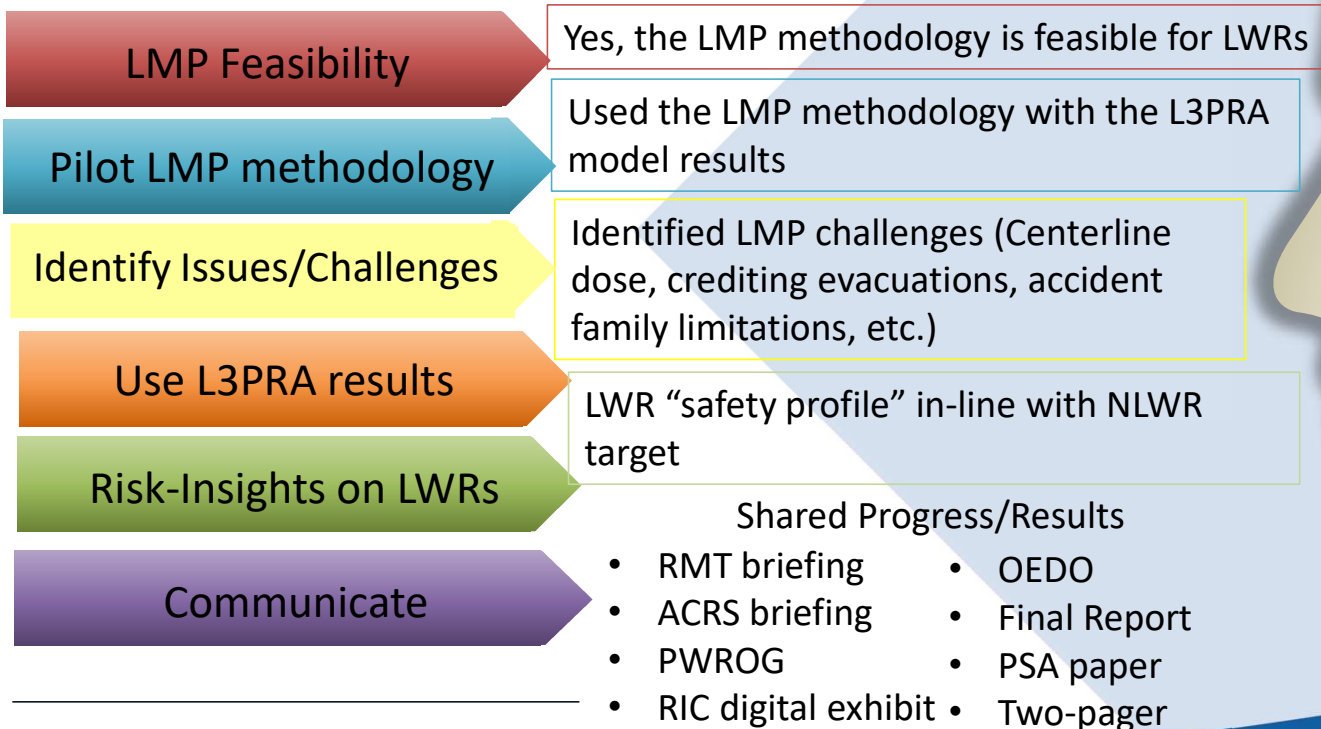 LMP Feasibility
Yes, the LMP methodology is feasible for LWRs
Pilot LMP methodology
Used the LMP methodology with the L3PRA
model results
Identify Issues/Challenges
Identified LMP challenges (Centerline
dose, crediting evacuations, accident
family limitations, etc.)
Use L3PRA results
LWR “safety profile” in-line with NLWR
target
Risk-Insights on LWRs
Communicate
Shared Progress/Results
• RMT briefing
• ACRS briefing
• PWROG
• RIC digital exhibit
• OEDO
• Final Report
• PSA paper
• Two-pager